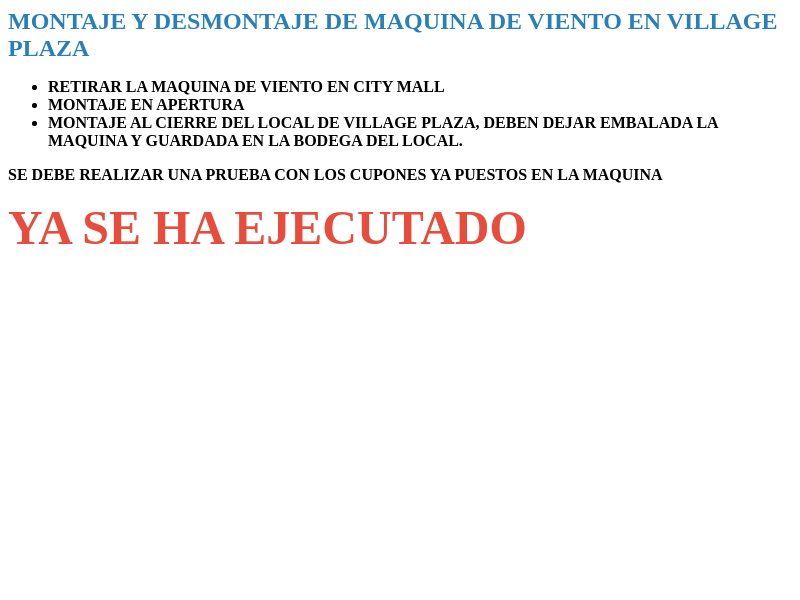 MONTAJE Y DESMONTAJE DE MAQUINA DE VIENTO EN VILLAGE
PLAZA
RETIRAR LA MAQUINA DE VIENTO EN CITY MALL
MONTAJE EN APERTURA
MONTAJE AL CIERRE DEL LOCAL DE VILLAGE PLAZA, DEBEN DEJAR EMBALADA LA
MAQUINA Y GUARDADA EN LA BODEGA DEL LOCAL.
SE DEBE REALIZAR UNA PRUEBA CON LOS CUPONES YA PUESTOS EN LA MAQUINA
YA SE HA EJECUTADO